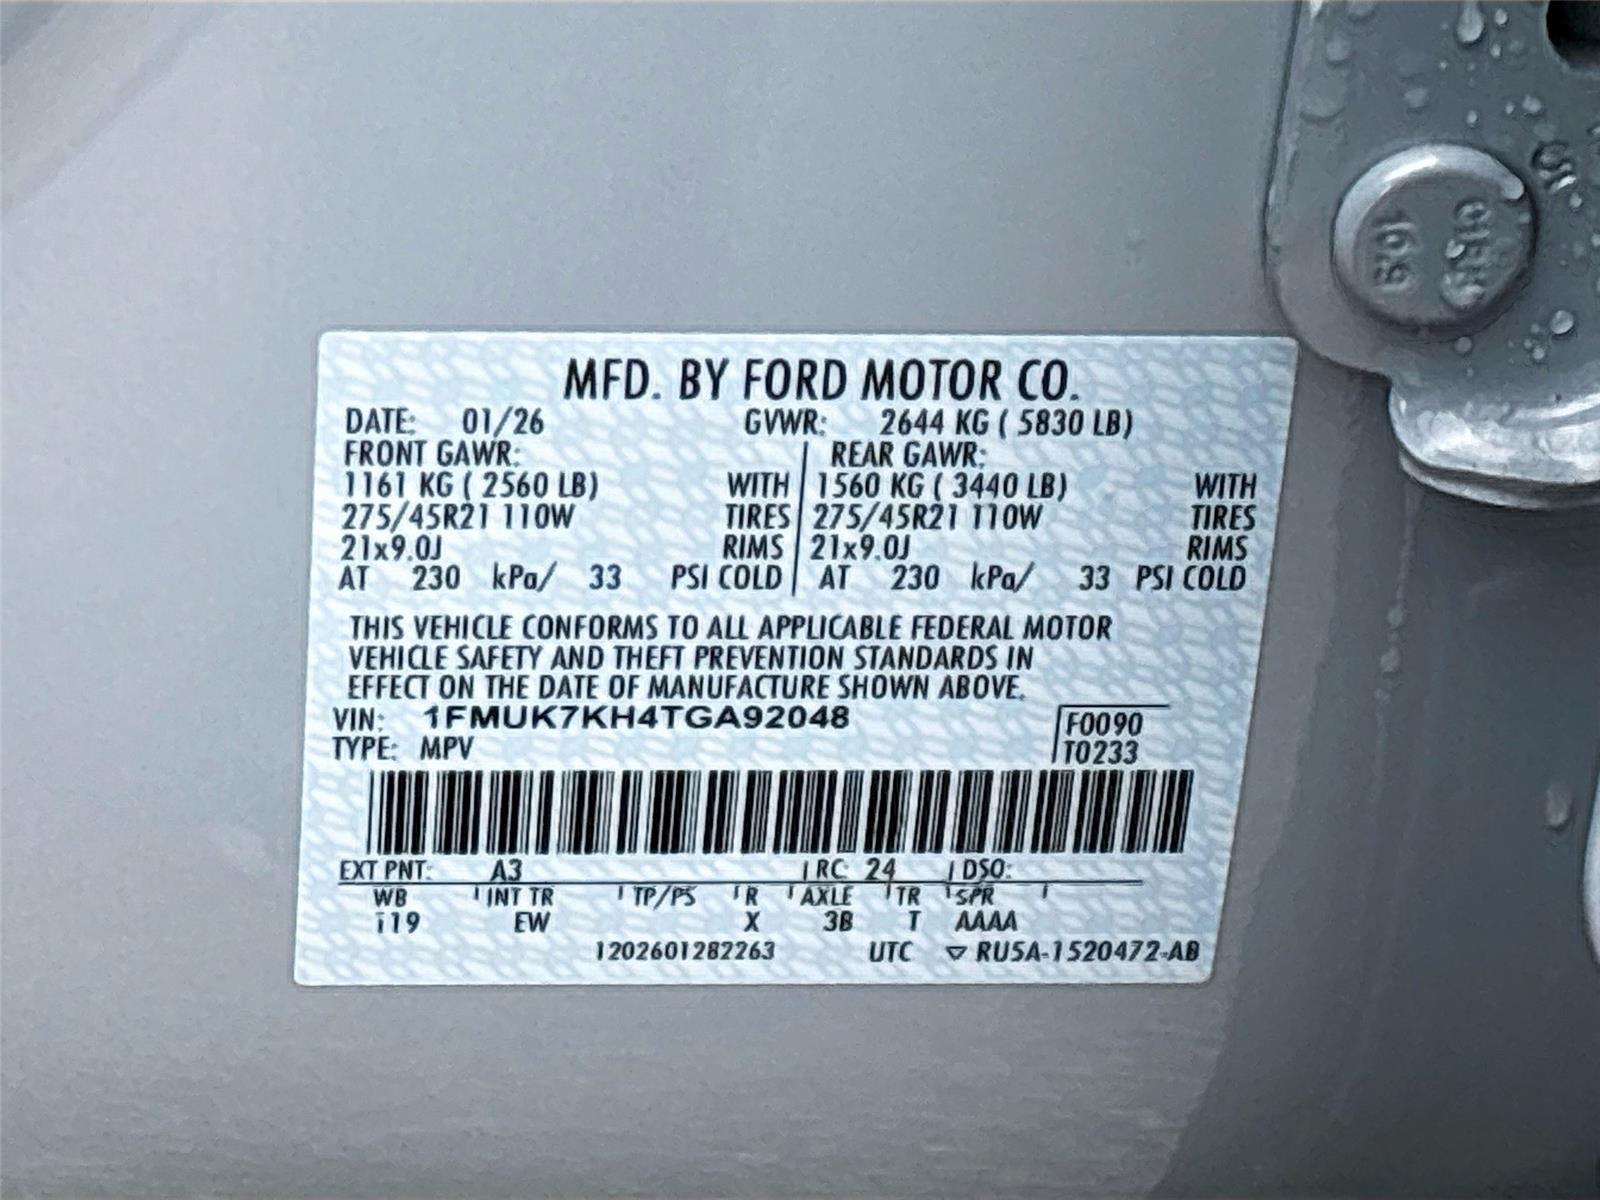 MFD. BY FORD MOTOR CO.
DATE: 01/26 GVWR: 2644 KG ( 5830 LB)
FRONT GAWR: REAR GAWR:
1161 KG ( 2560 LB) WITH 1560 KG ( 3440 LB) WITH
275/45R21 110W TIRES 275/45R21 110W TIRES
21x9.0J RIMS 21x9.0J RIMS
AT 230 kPa/ 33 PSI COLD AT 230 kPa/ 33 PSI COLD
THIS VEHICLE CONFORMS TO ALL APPLICABLE FEDERAL MOTOR
VEHICLE SAFETY AND THEFT PREVENTION STANDARDS IN
EFFECT ON THE DATE OF MANUFACTURE SHOWN ABOVE.
VIN: 1FMUK7KH4TGA92048 F0090
TYPE: MPV T0233
EXT PNT: A3 RC: 24 DSO:
WB INT TR TP/PS R AXLE TR SPR
119 EW X 3B T AAAA
1202601282263 UTC ▽ RU5A-1520472-AB
10.9